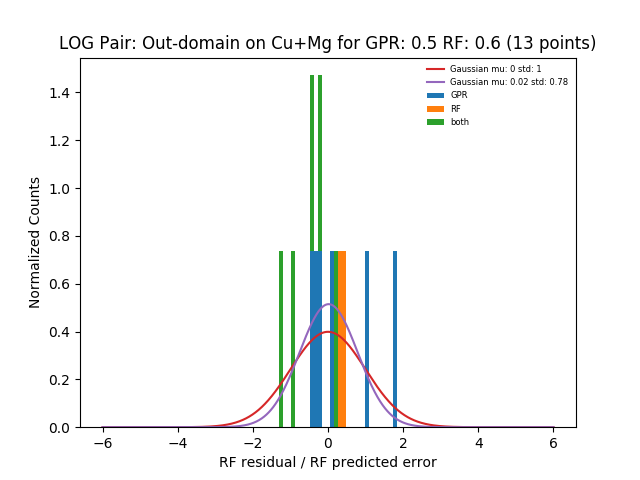 LOG Pair: Out-domain on Cu+Mg for GPR: 0.5 RF: 0.6 (13 points)
Gaussian mu: 0 std: 1
Gaussian mu: 0.02 std: 0.78
GPR
RF
both
Normalized Counts
1.4
1.2
1.0
0.8
0.6
0.4
0.2
0.0
−6 −4 −2 0 2 4 6
RF residual / RF predicted error